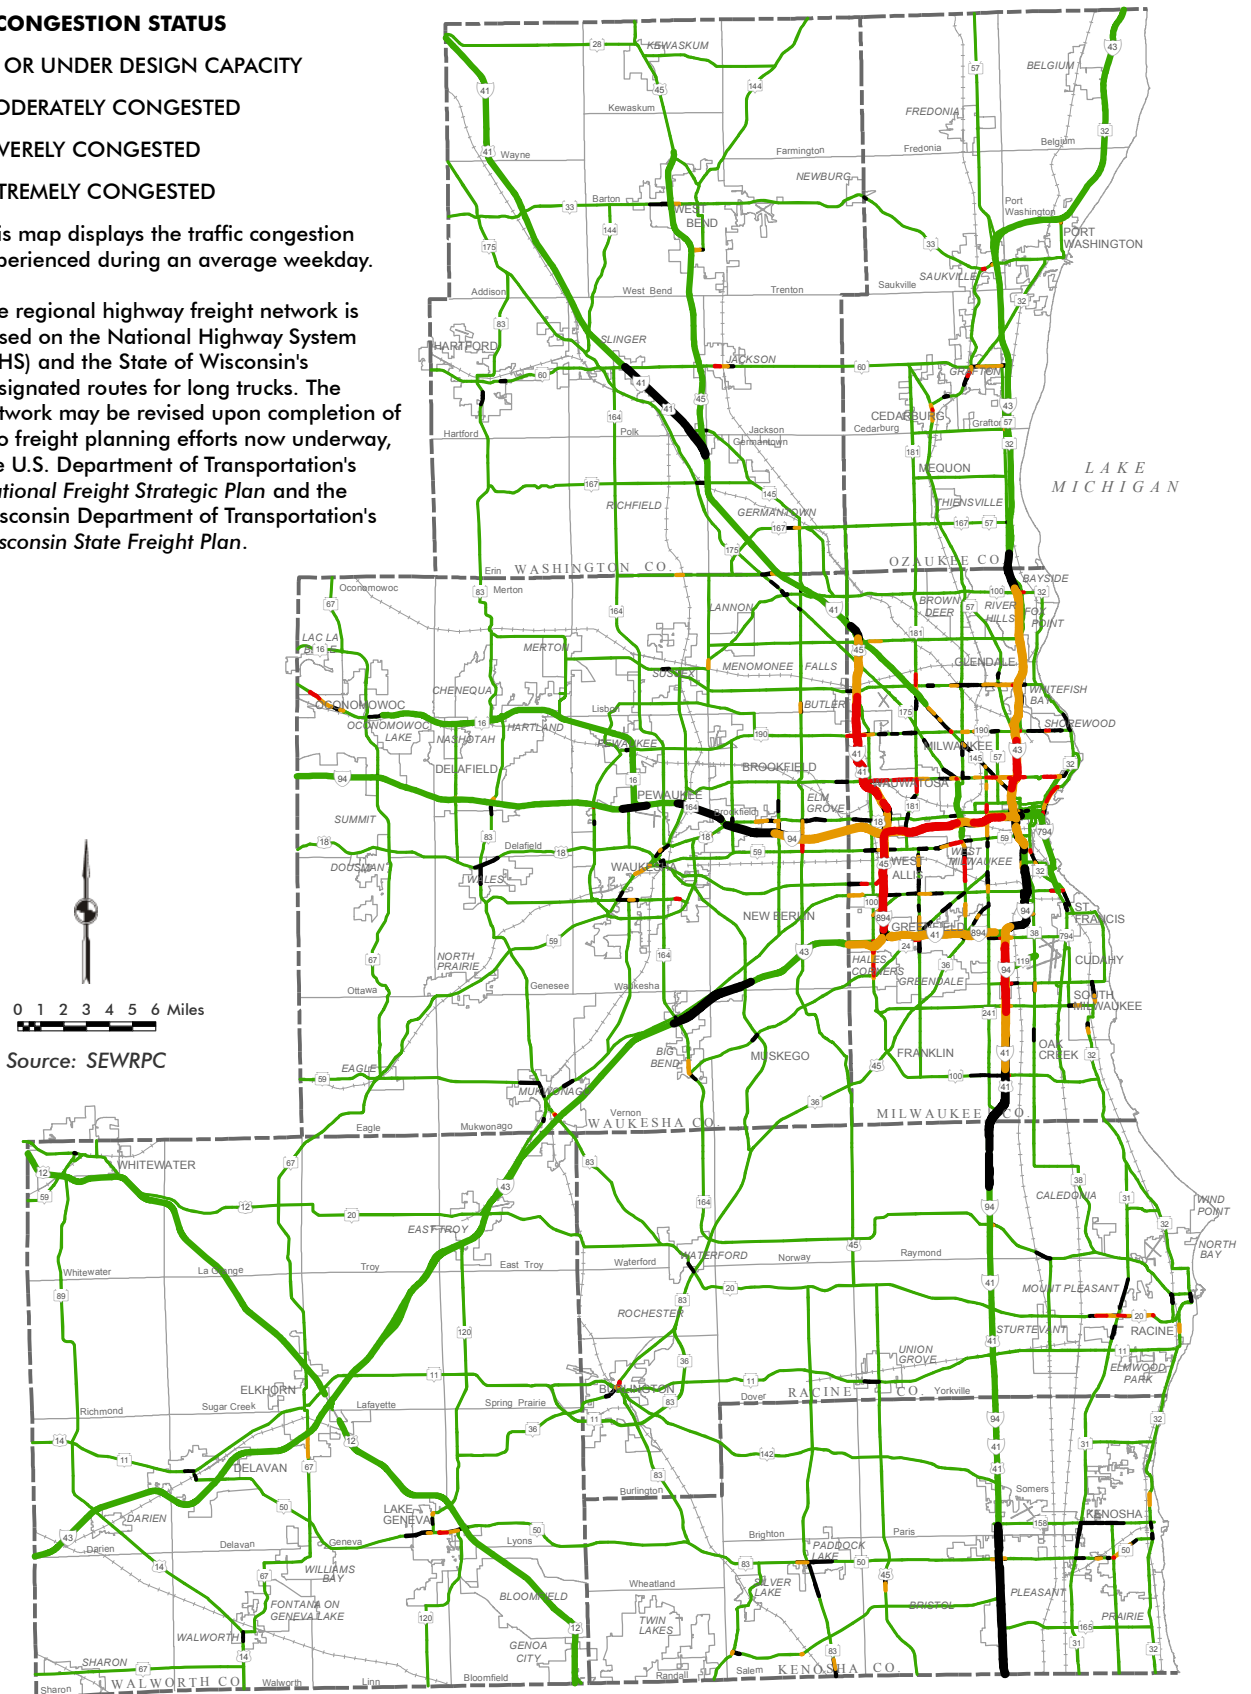 CONGESTION STATUS
OR UNDER DESIGN CAPACITY
ODERATELY CONGESTED
VERELY CONGESTED
TREMELY CONGESTED
is map displays the traffic congestion
perienced during an average weekday.
e regional highway freight network is
sed on the National Highway System
HS) and the State of Wisconsin's
signated routes for long trucks. The
twork may be revised upon completion of
o freight planning efforts now underway,
e U.S. Department of Transportation's
ational Freight Strategic Plan and the
isconsin Department of Transportation's
sconsin State Freight Plan.
0 1 2 3 4 5 6 Miles
Source: SEWRPC
LAKE
MICHIGAN
KEWASKUM
Kewaskum
Wayne
Farmington
Fredonia
Belgium
BELGIUM
FREDONIA
NEWBURG
Barton
WEST
BEND
Port
Washington
PORT
WASHINGTON
SAUKVILLE
Saukville
Addison
West Bend
Trenton
SLINGER
HARTFORD
JACKSON
GRAFTON
CEDARBURG
Cedarburg
Grafton
Hartford
Polk
Jackson
Germantown
MEQUON
THIENSVILLE
RICHFIELD
GERMANTOWN
Erin
WASHINGTON CO.
OZAUKEE CO.
Oconomowoc
Merton
LANNON
BROWN
DEER
RIVER
HILLS
BAYSIDE
FOX
POINT
LAC LA
MERTON
MENOMONEE FALLS
GLENDALE
SUSSEX
CHENEQUA
OCONOMOWOC
OCONOMOWOC
LAKE
NASHOTAH
HARTLAND
Lisbon
PEWAUKEE
BUTLER
WHITEFISH
BAY
SHOREWOOD
MILWAUKEE
DELAFIELD
BROOKFIELD
WAUWATOSA
PEWAUKEE
Brookfield
ELM
GROVE
SUMMIT
Delafield
DOUSMAN
WALES
WAUKESHA
WEST
ALLIS
WEST
MILWAUKEE
NEW BERLIN
GREENFIELD
ST
FRANCIS
HALES
CORNERS
GREENDALE
CUDAHY
NORTH
PRAIRIE
Ottawa
Genesee
Waukesha
SOUTH
MILWAUKEE
BIG
BEND
MUSKEGO
FRANKLIN
OAK
CREEK
EAGLE
MUKWONAGO
Vernon
Eagle
Mukwonago
WAUKESHA CO.
MILWAUKEE CO.
WHITEWATER
CALEDONIA
WIND
POINT
NORTH
BAY
EAST TROY
Whitewater
La Grange
Troy
East Troy
Waterford
WATERFORD
Norway
Raymond
ROCHESTER
MOUNT PLEASANT
STURTEVANT
RACINE
UNION
GROVE
ELMWOOD
PARK
ELKHORN
BURLINGTON
Dover
RACINE CO.
Yorkville
Richmond
Sugar Creek
Lafayette
Spring Prairie
DELAVAN
Burlington
Somers
LAKE
GENEVA
KENOSHA
DARIEN
Darien
Delavan
Geneva
Lyons
Brighton
Paris
PADDOCK
LAKE
WILLIAMS
BAY
BLOOMFIELD
Wheatland
SILVER
LAKE
PLEASANT
PRAIRIE
FONTANA ON
GENEVA LAKE
BRISTOL
TWIN
LAKES
WALWORTH
GENOA
CITY
SHARON
Sharon
WALWORTH CO.
Walworth
Linn
Bloomfield
Randall
Salem
KENOSHA CO.